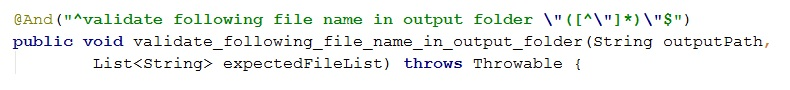 @And("^validate following file name in output folder \"([^\"]*)\"$")
public void validate_following_file_name_in_output_folder(String outputPath,
List<String> expectedFileList) throws Throwable {